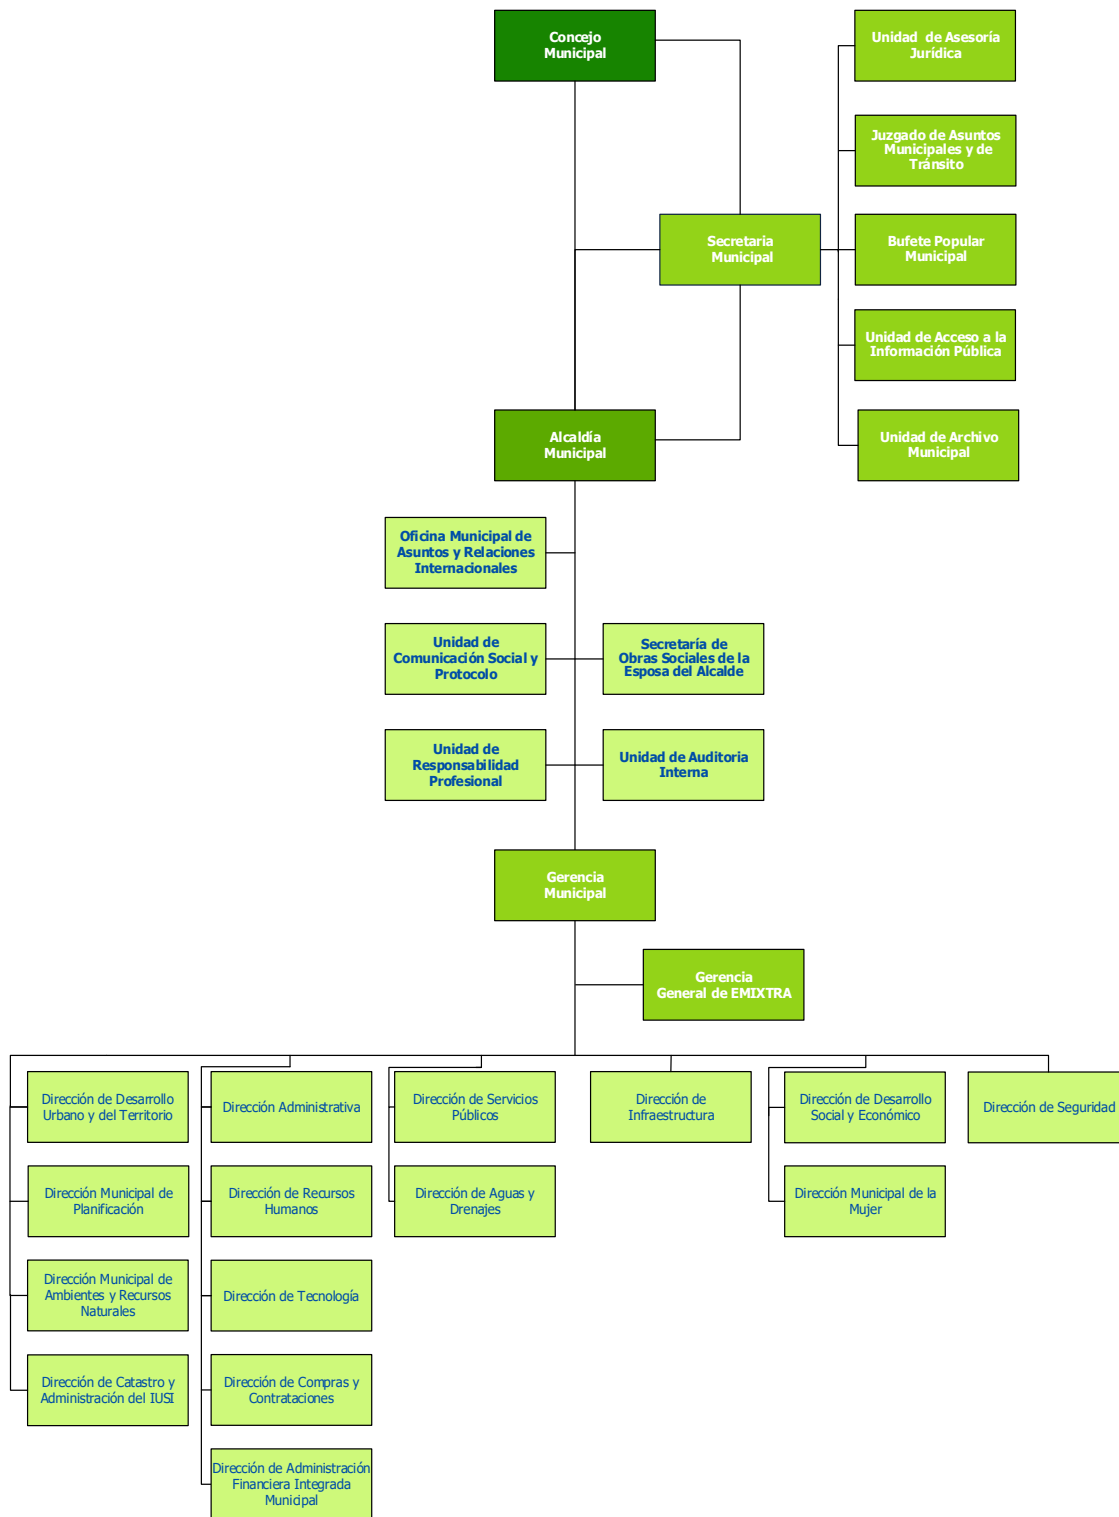 Concejo
Municipal
Unidad de Asesoría
Jurídica
Juzgado de Asuntos
Municipales y de
Tránsito
Secretaria
Municipal
Bufete Popular
Municipal
Unidad de Acceso a la
Información Pública
Alcaldía
Municipal
Unidad de Archivo
Municipal
Oficina Municipal de
Asuntos y Relaciones
Internacionales
Unidad de
Comunicación Social y
Protocolo
Secretaría de
Obras Sociales de la
Esposa del Alcalde
Unidad de
Responsabilidad
Profesional
Unidad de Auditoria
Interna
Gerencia
Municipal
Gerencia
General de EMIXTRA
Dirección de Desarrollo
Urbano y del Territorio
Dirección Administrativa
Dirección de Servicios
Públicos
Dirección de
Infraestructura
Dirección de Desarrollo
Social y Económico
Dirección de Seguridad
Dirección Municipal de
Planificación
Dirección de Recursos
Humanos
Dirección de Aguas y
Drenajes
Dirección Municipal de la
Mujer
Dirección Municipal de
Ambientes y Recursos
Naturales
Dirección de Tecnología
Dirección de Catastro y
Administración del IUSI
Dirección de Compras y
Contrataciones
Dirección de Administración
Financiera Integrada
Municipal